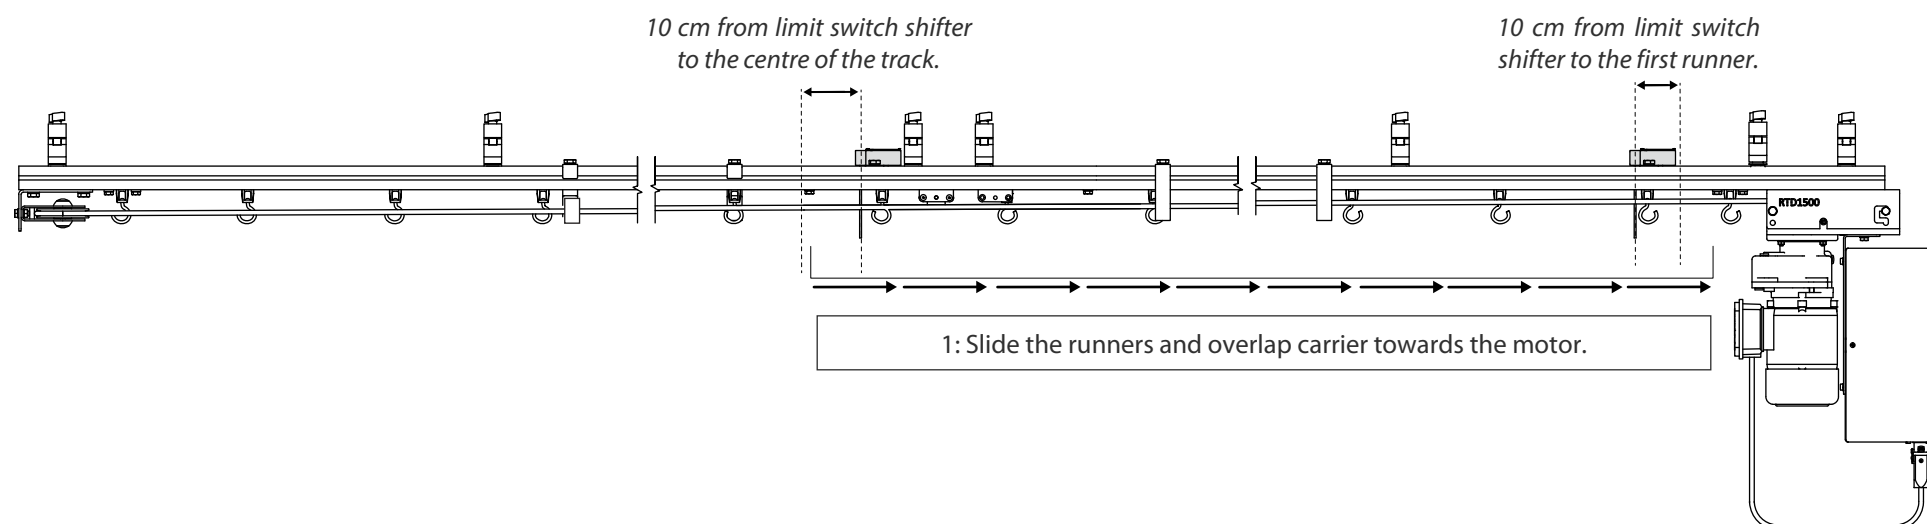 10 cm from limit switch shifter
to the centre of the track.
10 cm from limit switch
shifter to the first runner.
RTD1500
1: Slide the runners and overlap carrier towards the motor.